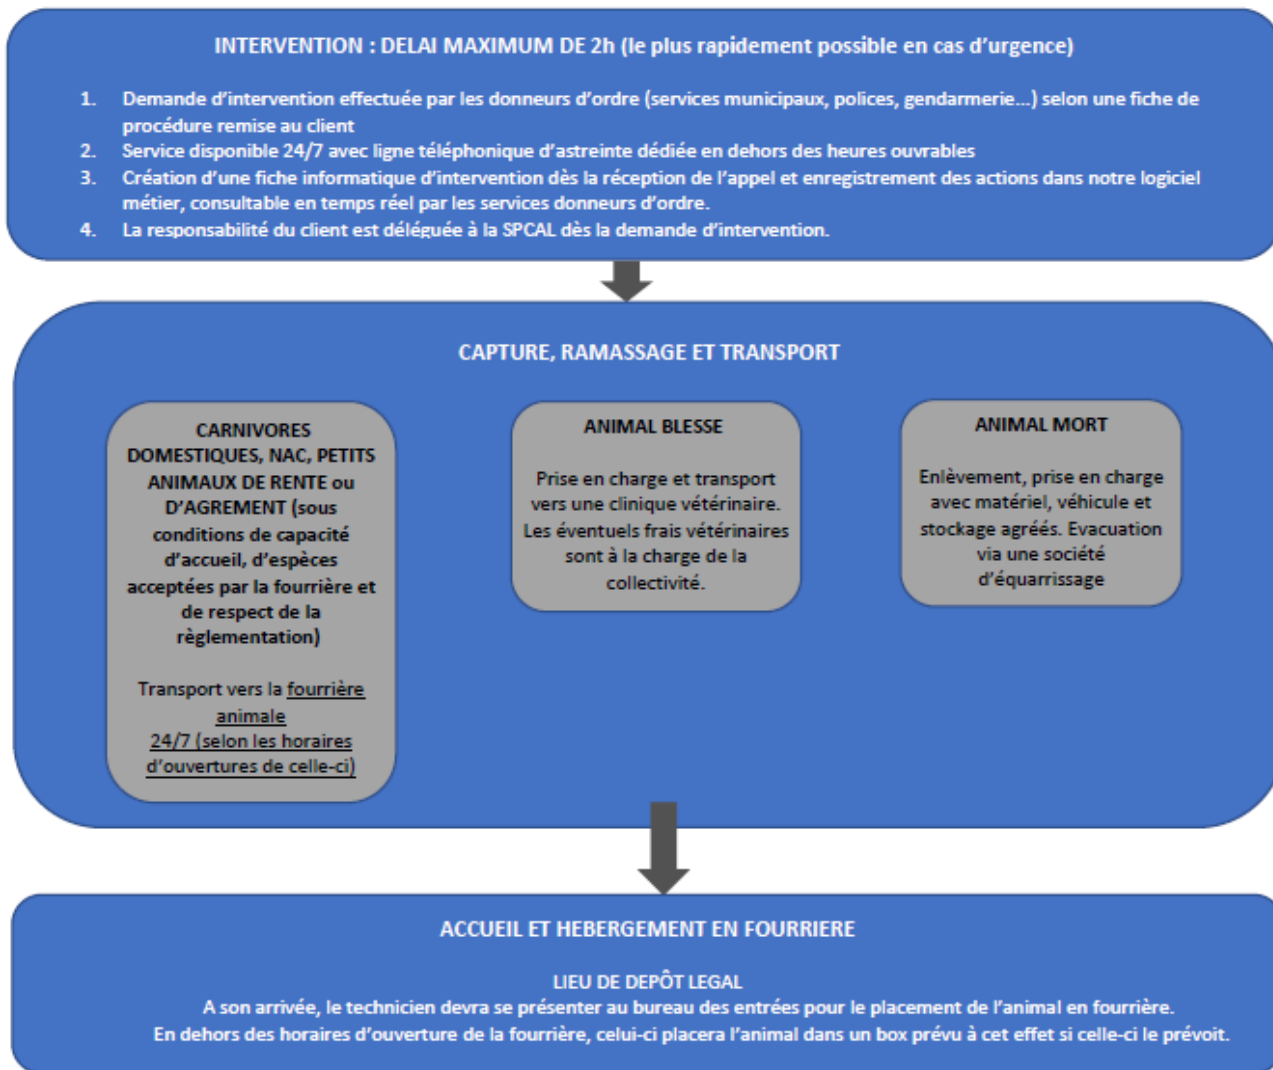 INTERVENTION : DELAI MAXIMUM DE 2h (le plus rapidement possible en cas d'urgence)
1. Demande d'intervention effectuée par les donneurs d'ordre (services municipaux, polices, gendarmerie...) selon une fiche de
procédure remise au client
2. Service disponible 24/7 avec ligne téléphonique d'astreinte dédiée en dehors des heures ouvrables
3. Création d'une fiche informatique d'intervention dès la réception de l'appel et enregistrement des actions dans notre logiciel
métier, consultable en temps réel par les services donneurs d'ordre.
4. La responsabilité du client est déléguée à la SPCAL dès la demande d'intervention.
CAPTURE, RAMASSAGE ET TRANSPORT
CARNIVORES
DOMESTIQUES, NAC, PETITS
ANIMAUX DE RENTE ou
D'AGREMENT (sous
conditions de capacité
d'accueil, d'espèces
acceptées par la fourrière et
de respect de la
règlementation)
Transport vers la fourrière
animale
24/7 (selon les horaires
d'ouvertures de celle-ci)
ANIMAL BLESSE
Prise en charge et transport
vers une clinique vétérinaire.
Les éventuels frais vétérinaires
sont à la charge de la
collectivité.
ANIMAL MORT
Enlèvement, prise en charge
avec matériel, véhicule et
stockage agréés. Evacuation
via une société
d'équarrissage
ACCUEIL ET HEBERGEMENT EN FOURRIERE
LIEU DE DEPÔT LEGAL
A son arrivée, le technicien devra se présenter au bureau des entrées pour le placement de l'animal en fourrière.
En dehors des horaires d'ouverture de la fourrière, celui-ci placera l'animal dans un box prévu à cet effet si celle-ci le prévoit.